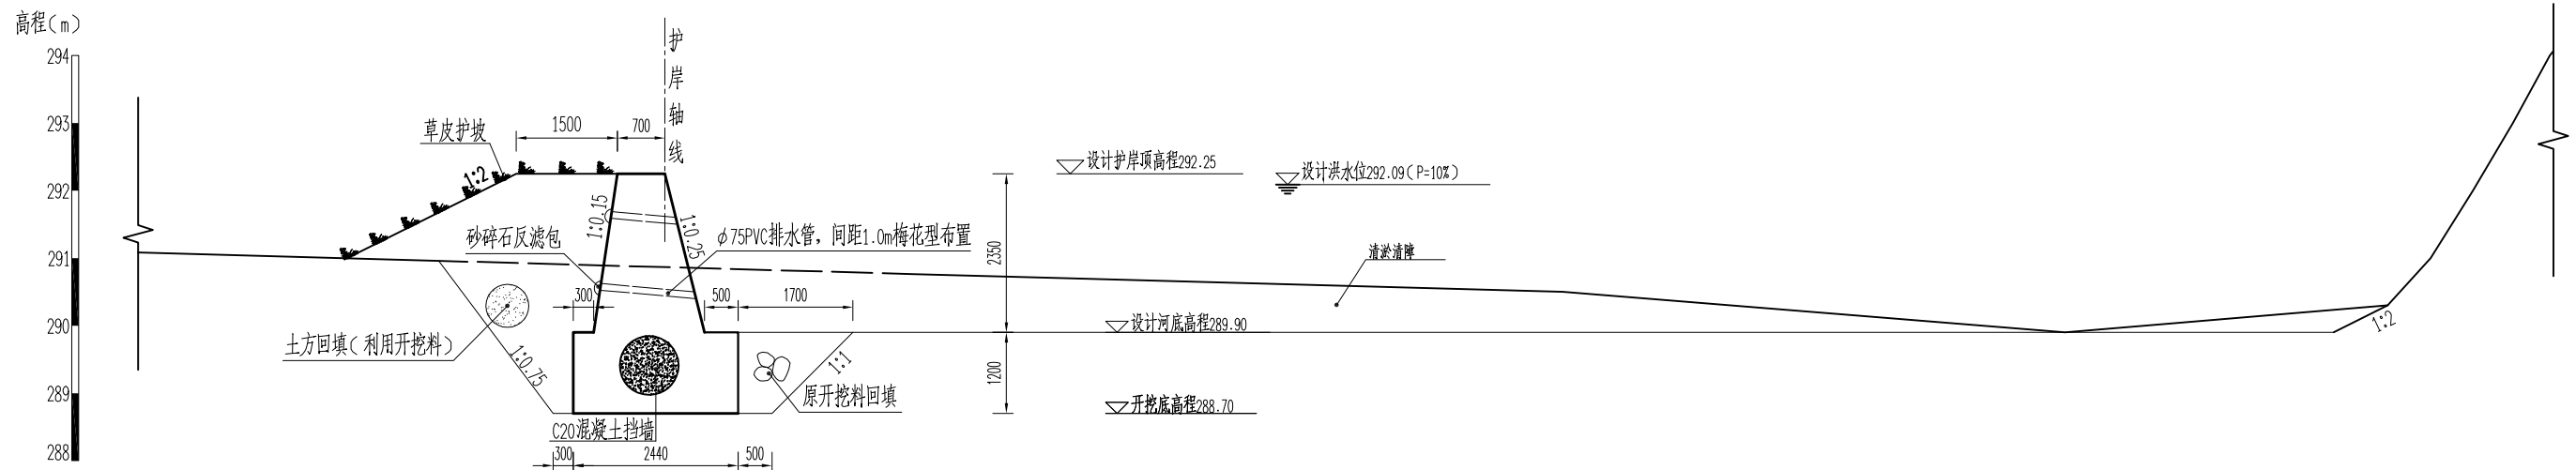 高程(m)
294
293
292
291
290
289
288
护岸轴线
1500
700
草皮护坡
1:2
1:0.15
1:0.25
砂碎石反滤包
φ75PVC排水管，间距1.0m梅花型布置
设计护岸顶高程292.25
设计洪水位292.09(P=10%)
清淤清障
2350
300
500
1700
土方回填(利用开挖料)
1:0.75
1:1
设计河底高程289.90
1:2
1200
原开挖料回填
开挖底高程288.70
C20混凝土挡墙
300
2440
500